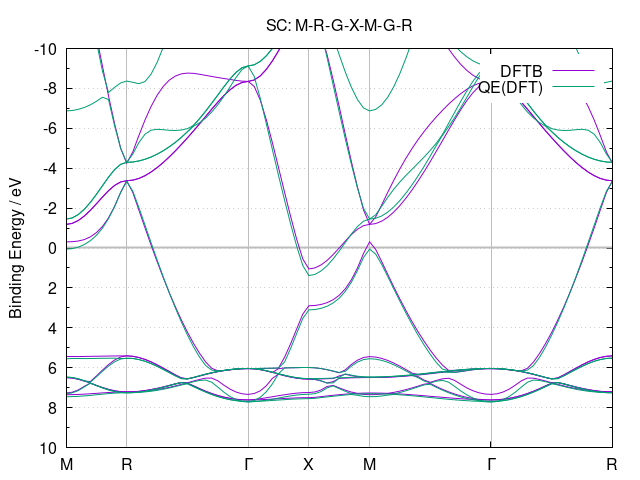 SC: M-R-G-X-M-G-R
-10
-8
-6
-4
-2
0
2
4
6
8
10
Binding Energy / eV
DFTB
QE(DFT)
M R Γ X M Γ R